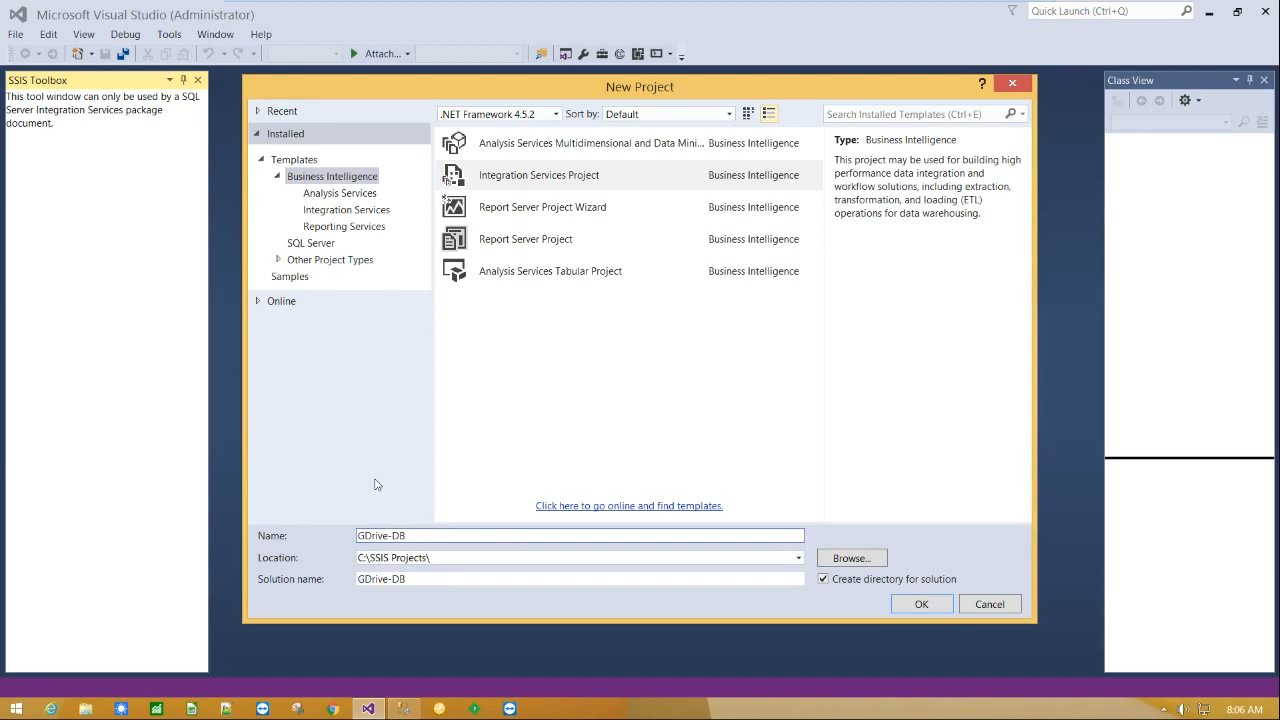 Microsoft Visual Studio (Administrator)
Quick Launch (Ctrl+Q)
File Edit View Debug Tools Window Help
Attach...
SSIS Toolbox
This tool window can only be used by a SQL
Server Integration Services package
document.
New Project
?
Recent
Installed
Templates
Business Intelligence
Analysis Services
Integration Services
Reporting Services
SQL Server
Other Project Types
Samples
Online
.NET Framework 4.5.2 Sort by: Default
Search Installed Templates (Ctrl+E)
Analysis Services Multidimensional and Data Mini... Business Intelligence
Integration Services Project Business Intelligence
Report Server Project Wizard Business Intelligence
Report Server Project Business Intelligence
Analysis Services Tabular Project Business Intelligence
Type: Business Intelligence
This project may be used for building high
performance data integration and
workflow solutions, including extraction,
transformation, and loading (ETL)
operations for data warehousing.
Click here to go online and find templates.
Name: GDrive-DB
Location: C:\SSIS Projects\
Browse...
Solution name: GDrive-DB
Create directory for solution
OK Cancel
Class View
8:06 AM